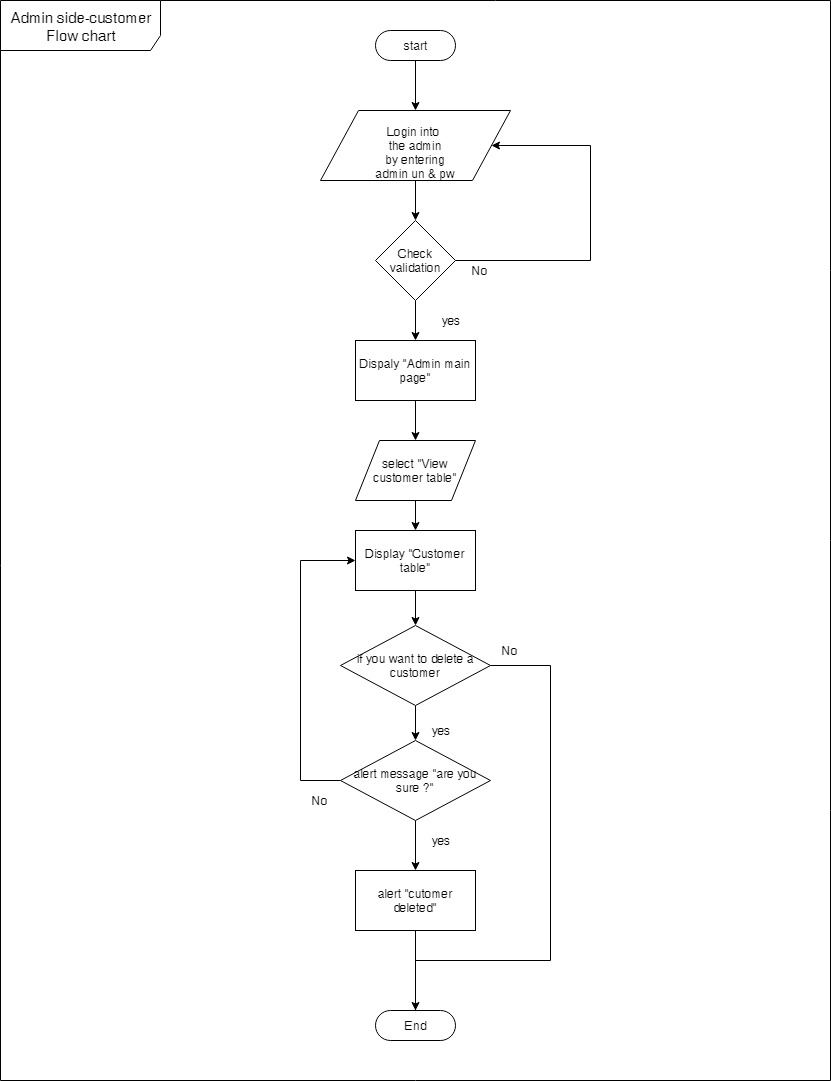 Admin side-customer
Flow chart
start
Login into
the admin
by entering
admin un & pw
Check
validation
No
yes
Dispaly "Admin main
page"
select "View
customer table"
Display "Customer
table"
if you want to delete a
customer
No
yes
alert message "are you
sure ?"
No
yes
alert "cutomer
deleted"
End